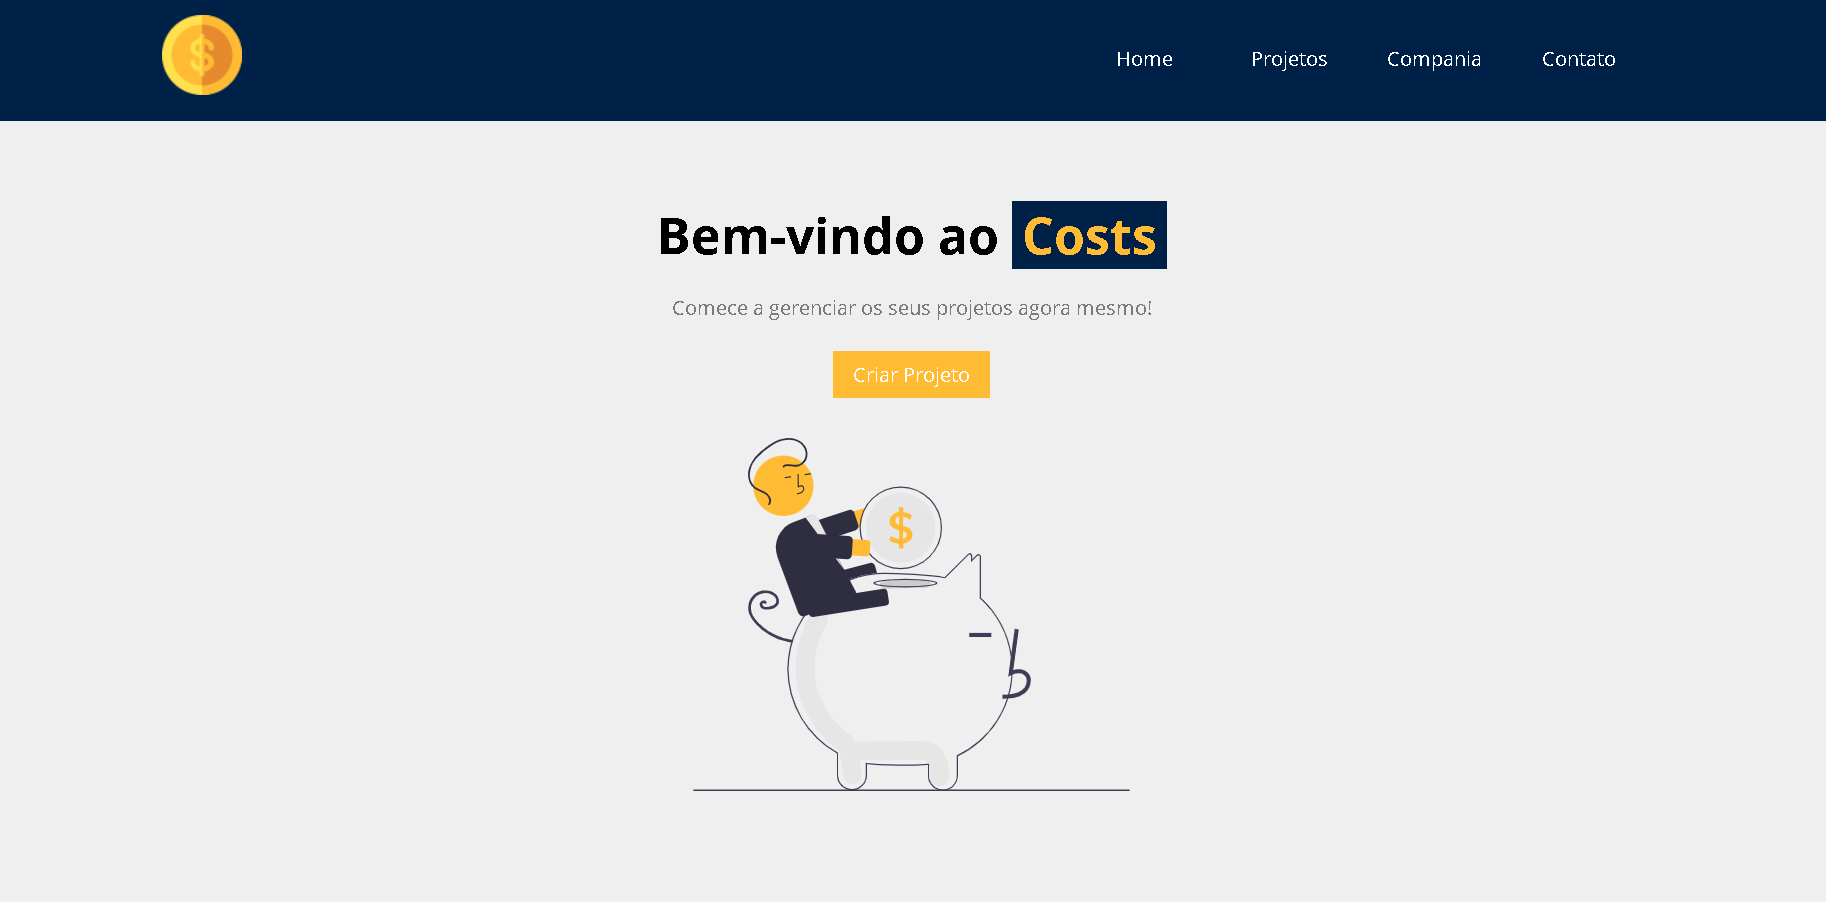 $
Home Projetos Compania Contato
Bem-vindo ao Costs
Comece a gerenciar os seus projetos agora mesmo!
Criar Projeto
$